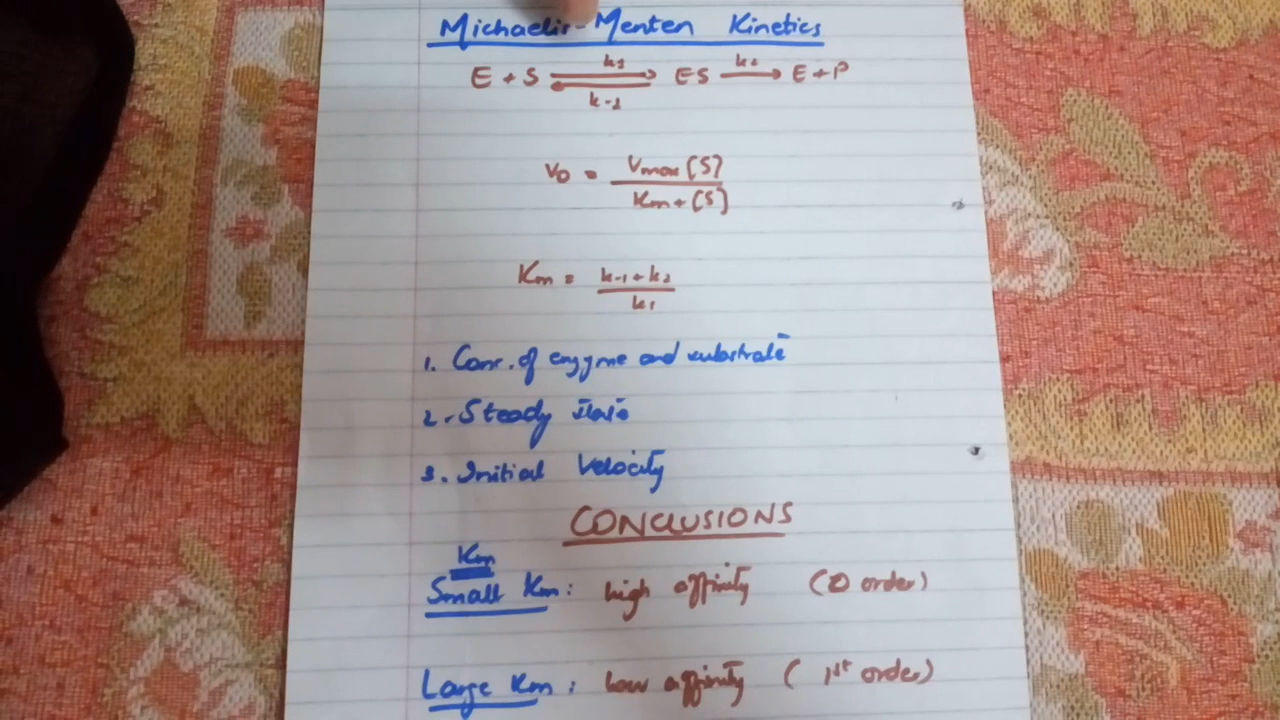 Michaelis-Menten Kinetics
k1
E + S ⇌ ES → E + P
k2
k-1
V0 = Vmax [S]
Km + [S]
Km = k-1 + k2
k1
1. Conc. of enzyme and substrate
2. Steady state
3. Initial Velocity
CONCLUSIONS
Km
Small Km: high affinity (0 order)
Large Km: low affinity (1st order)